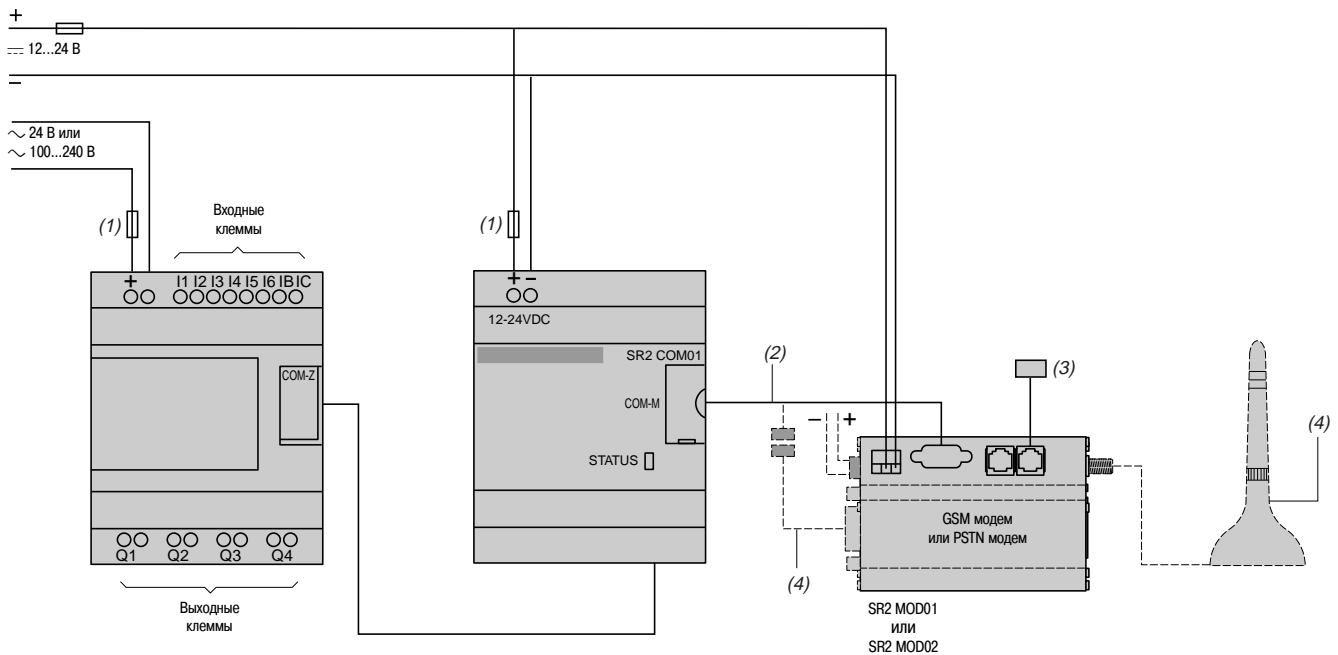 +
12...24 В
–
~ 24 В или
~ 100...240 В
(1)
Входные
клеммы
(1)
+
I1 I2 I3 I4 I5 I6 IB IC
+ –
12-24VDC
SR2 COM01
COM-Z
COM-M
STATUS
(2)
(3)
– +
(4)
GSM модем
или PSTN модем
(4)
Q1 Q2 Q3 Q4
Выходные
клеммы
SR2 MOD01
или
SR2 MOD02